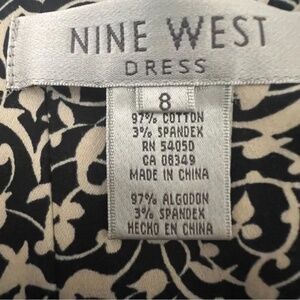 NINE WEST
DRESS
8
97% COTTON
3% SPANDEX
RN 54050
CA 08349
MADE IN CHINA
97% ALGODON
3% SPANDEX
HECHO EN CHINA